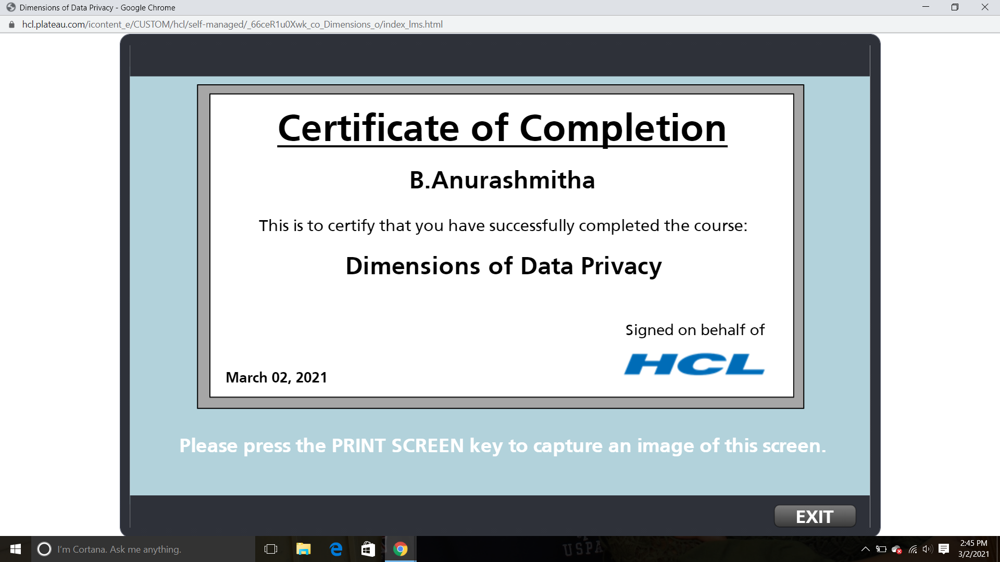 Dimensions of Data Privacy - Google Chrome
hcl.plateau.com/icontent_e/CUSTOM/hcl/self-managed/_66ceR1u0Xwk_co_Dimensions_o/index_lms.html
Certificate of Completion
B.Anurashmitha
This is to certify that you have successfully completed the course:
Dimensions of Data Privacy
Signed on behalf of
HCL
March 02, 2021
Please press the PRINT SCREEN key to capture an image of this screen.
EXIT
I'm Cortana. Ask me anything.
USPA
2:45 PM
3/2/2021